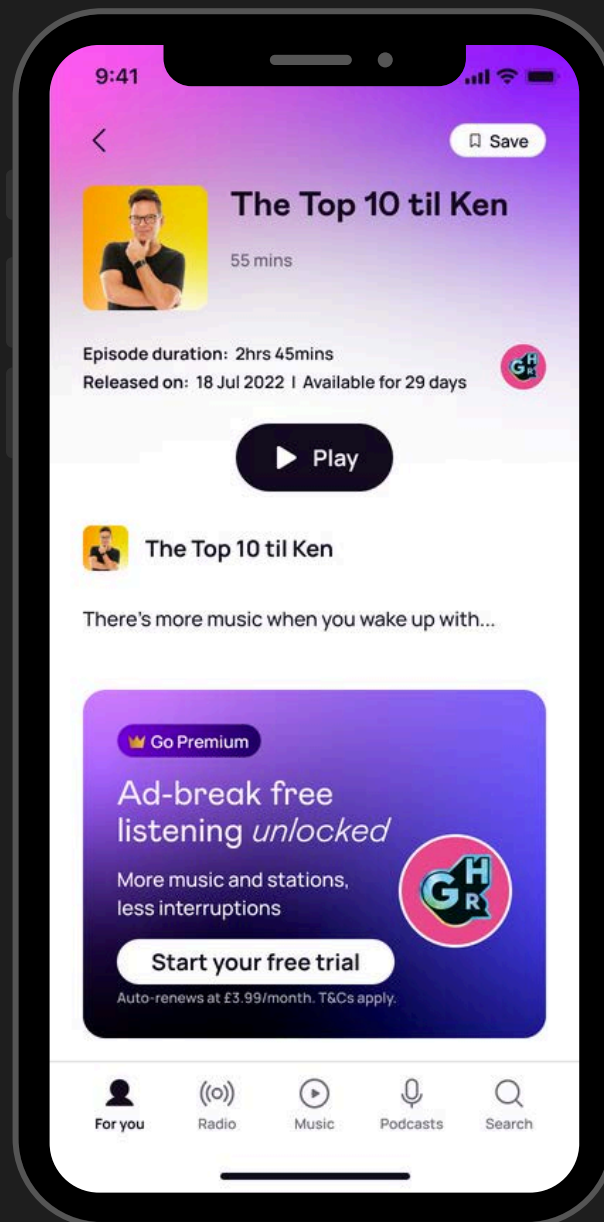 9:41
Save
The Top 10 til Ken
55 mins
Episode duration: 2hrs 45mins
Released on: 18 Jul 2022 | Available for 29 days
GHR
Play
The Top 10 til Ken
There's more music when you wake up with...
Go Premium
Ad-break free
listening unlocked
More music and stations,
less interruptions
GHR
Start your free trial
Auto-renews at £3.99/month. T&Cs apply.
For you
Radio
Music
Podcasts
Search